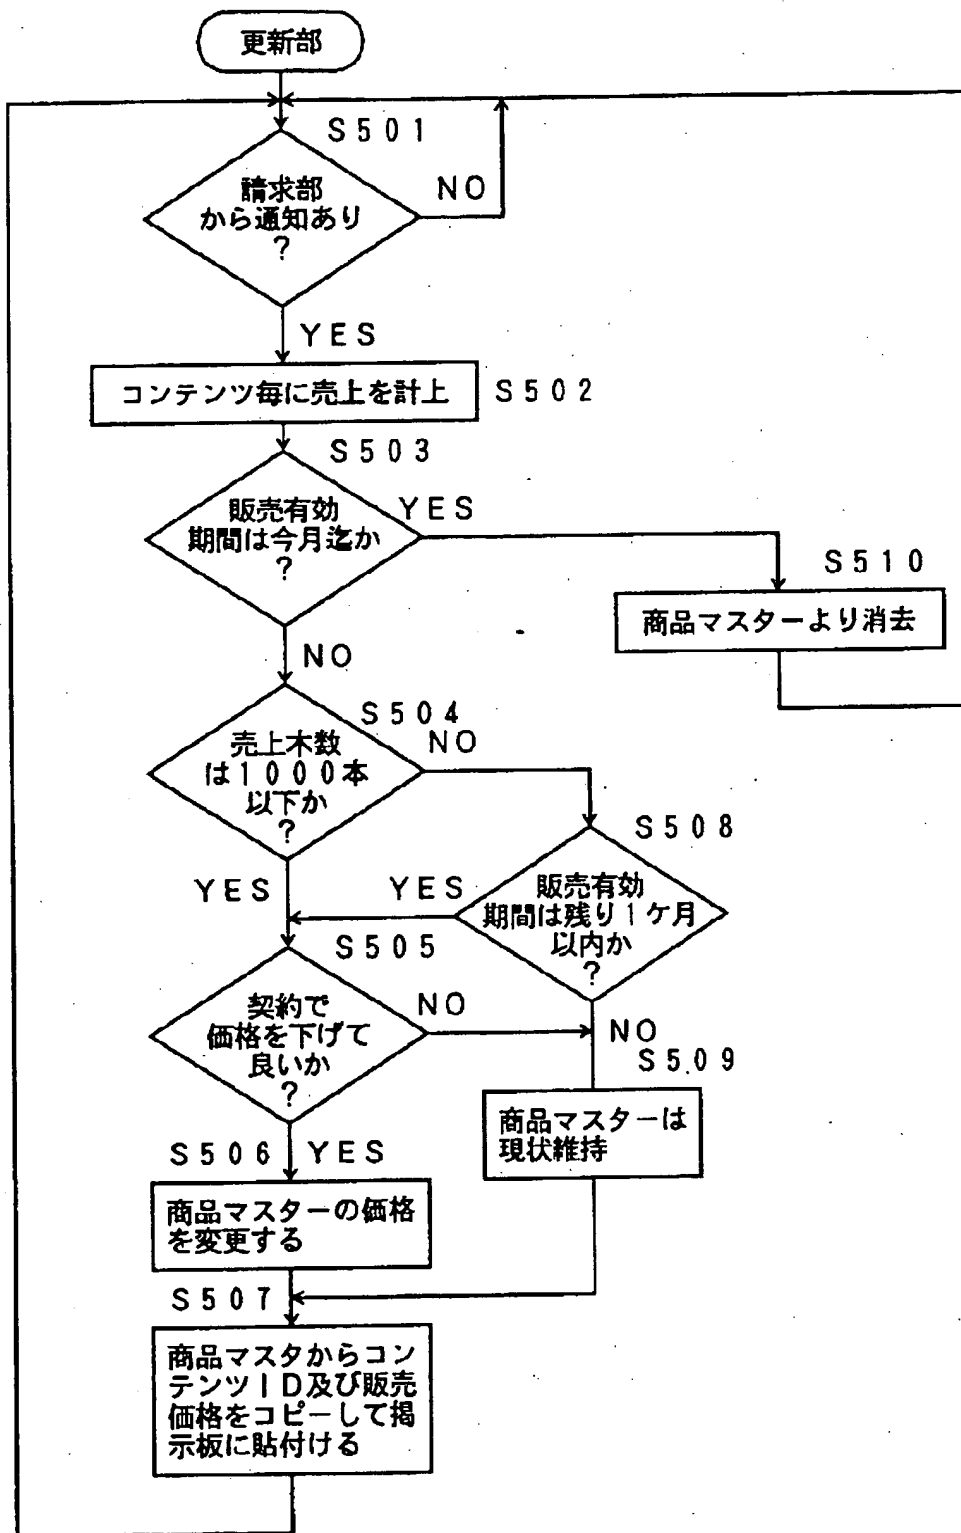 更新部
S501
請求部
から通知あり
?
NO
YES
コンテンツ毎に売上を計上
S502
S503
販売有効
期間は今月迄か
?
YES
S510
商品マスターより消去
NO
S504
売上本数
は1000本
以下か
?
NO
S508
YES
YES
販売有効
期間は残り1ケ月
以内か
?
S505
契約で
価格を下げて
良いか
?
NO
NO
S509
商品マスターは
現状維持
S506
YES
商品マスターの価格
を変更する
S507
商品マスタからコン
テンツID及び販売
価格をコピーして掲
示板に貼付ける